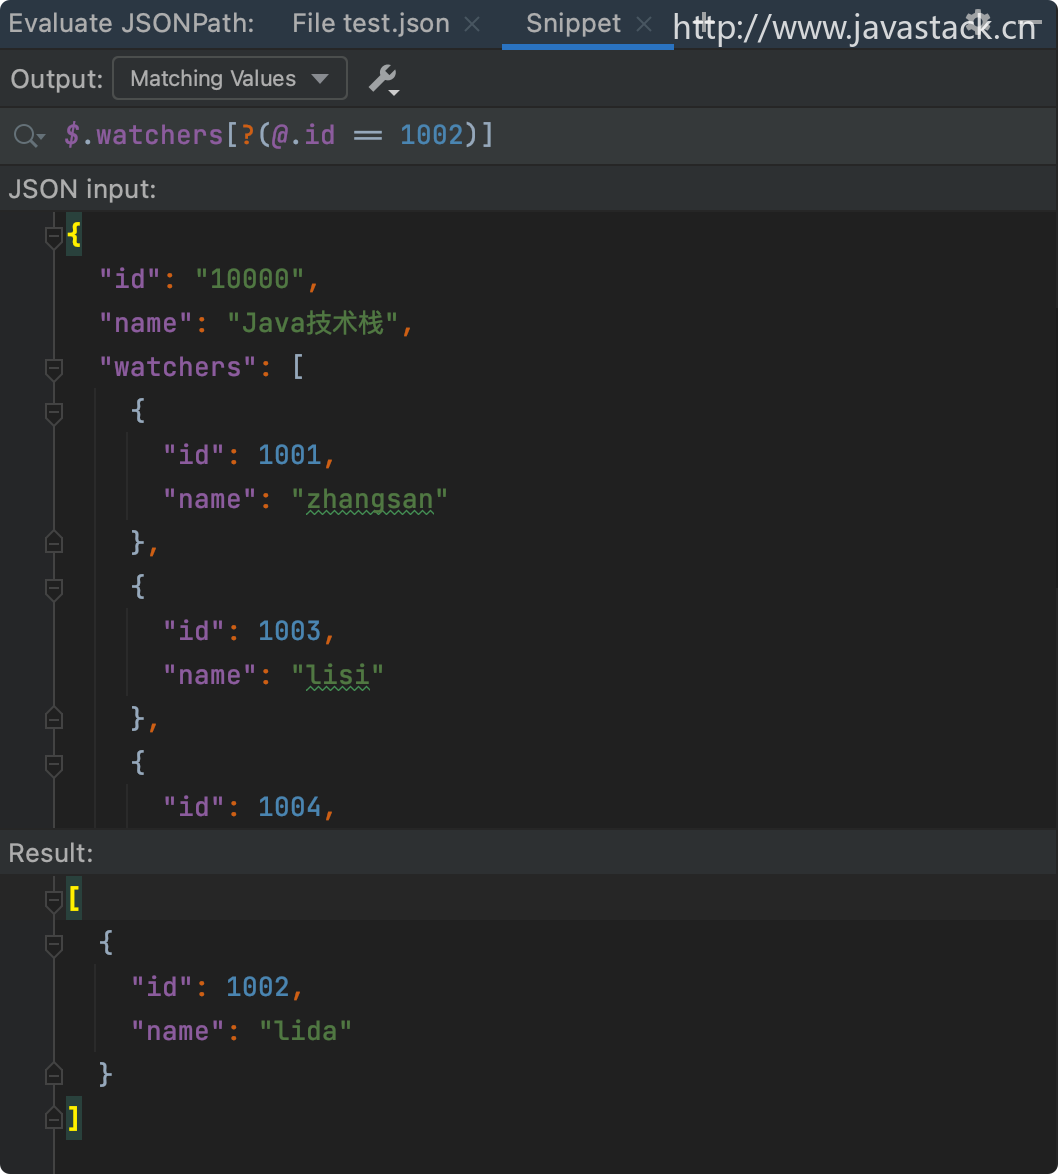 Evaluate JSONPath: File test.json Snippet http://www.javastack.cn
Output: Matching Values
$.watchers[?(@.id == 1002)]
JSON input:
{
"id": "10000",
"name": "Java技术栈",
"watchers": [
{
"id": 1001,
"name": "zhangsan"
},
{
"id": 1003,
"name": "lisi"
},
{
"id": 1004,
Result:
[
{
"id": 1002,
"name": "lida"
}
]